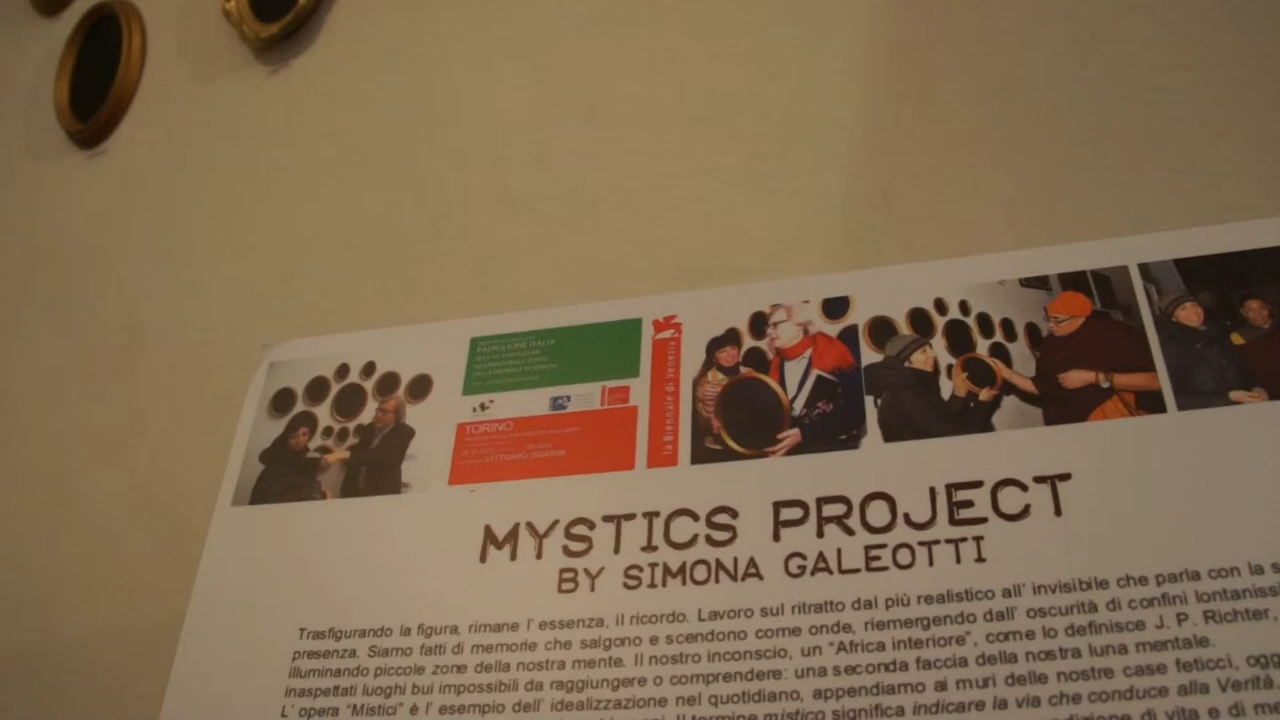 PADIGLIONE ITALIA
TORINO
VITTORIO SGARBI
la Biennale di Venezia
MYSTICS PROJECT
BY SIMONA GALEOTTI
Trasfigurando la figura, rimane l' essenza, il ricordo. Lavoro sul ritratto dal più realistico all' invisibile che parla con la s
presenza. Siamo fatti di memorie che salgono e scendono come onde, riemergendo dall' oscurità di confini lontaniss
illuminando piccole zone della nostra mente. Il nostro inconscio, un "Africa interiore", come lo definisce J. P. Richter,
inaspettati luoghi bui impossibili da raggiungere o comprendere: una seconda faccia della nostra luna mentale.
L' opera "Mistici" è l' esempio dell' idealizzazione nel quotidiano, appendiamo ai muri delle nostre case feticci, ogg
Il termine mistico significa indicare la via che conduce alla Verità.
di vita e di mo